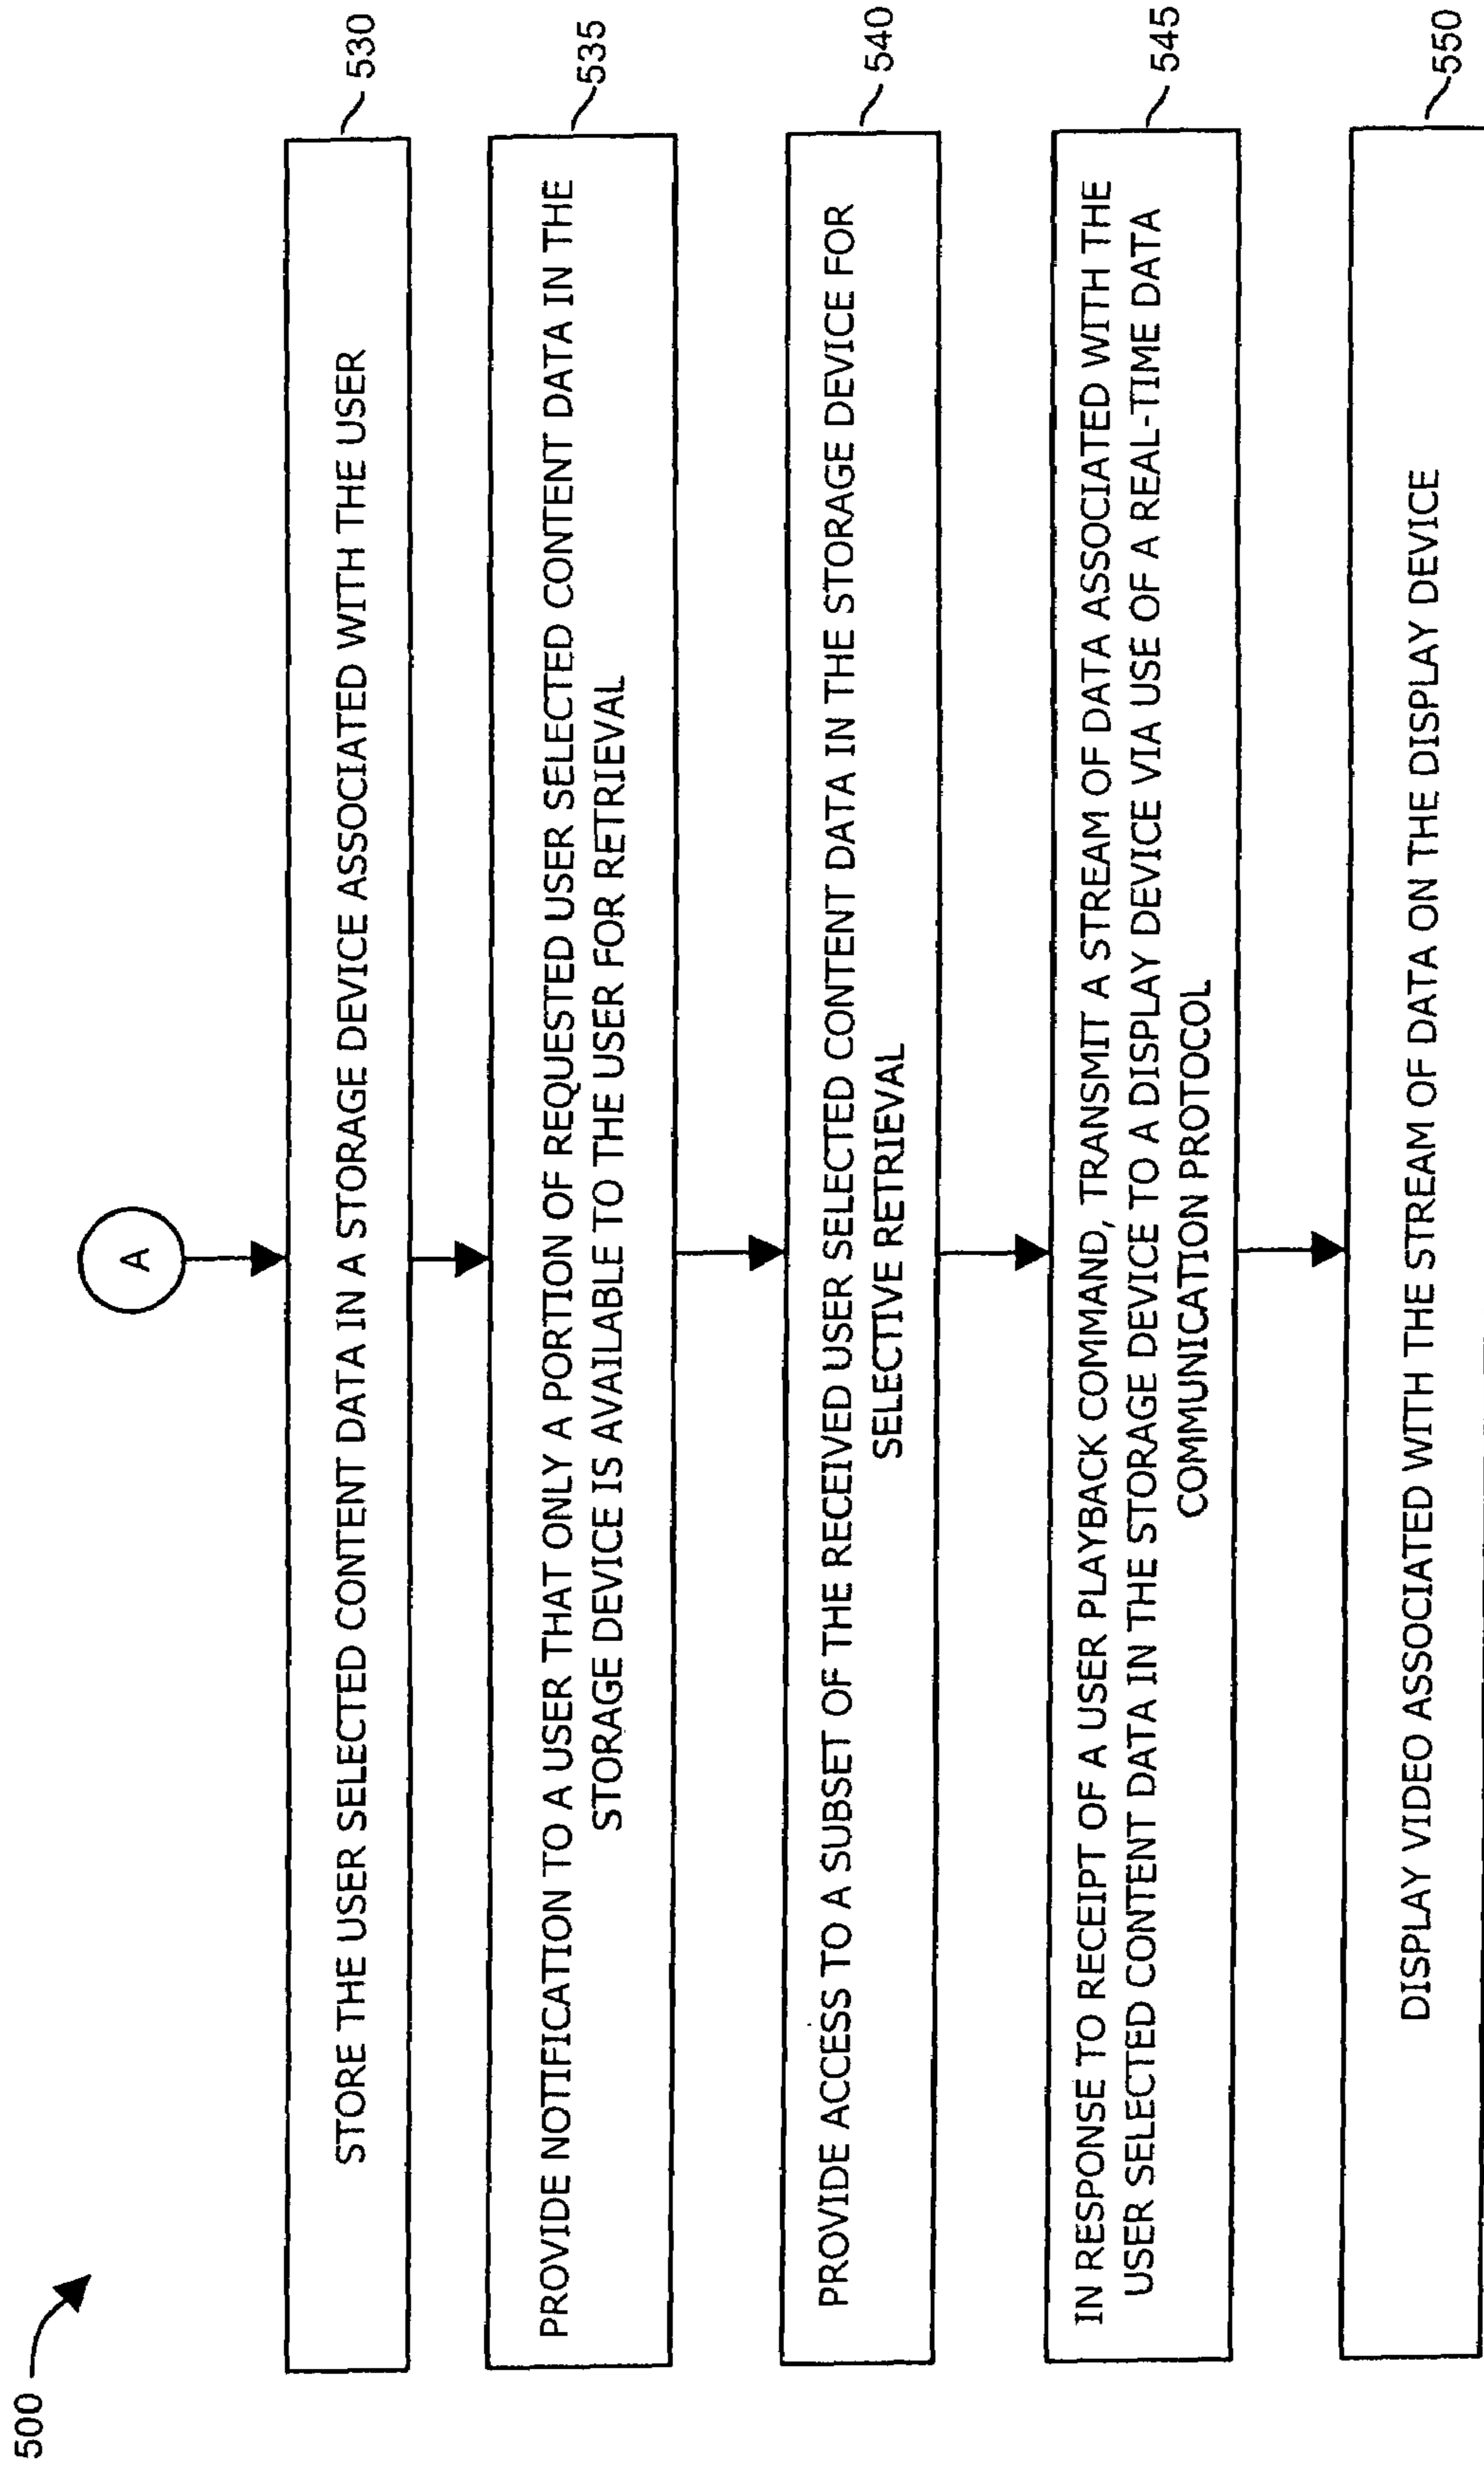 500
A
STORE THE USER SELECTED CONTENT DATA IN A STORAGE DEVICE ASSOCIATED WITH THE USER
530
PROVIDE NOTIFICATION TO A USER THAT ONLY A PORTION OF REQUESTED USER SELECTED CONTENT DATA IN THE
STORAGE DEVICE IS AVAILABLE TO THE USER FOR RETRIEVAL
535
PROVIDE ACCESS TO A SUBSET OF THE RECEIVED USER SELECTED CONTENT DATA IN THE STORAGE DEVICE FOR
SELECTIVE RETRIEVAL
540
IN RESPONSE TO RECEIPT OF A USER PLAYBACK COMMAND, TRANSMIT A STREAM OF DATA ASSOCIATED WITH THE
USER SELECTED CONTENT DATA IN THE STORAGE DEVICE TO A DISPLAY DEVICE VIA USE OF A REAL-TIME DATA
COMMUNICATION PROTOCOL
545
DISPLAY VIDEO ASSOCIATED WITH THE STREAM OF DATA ON THE DISPLAY DEVICE
550